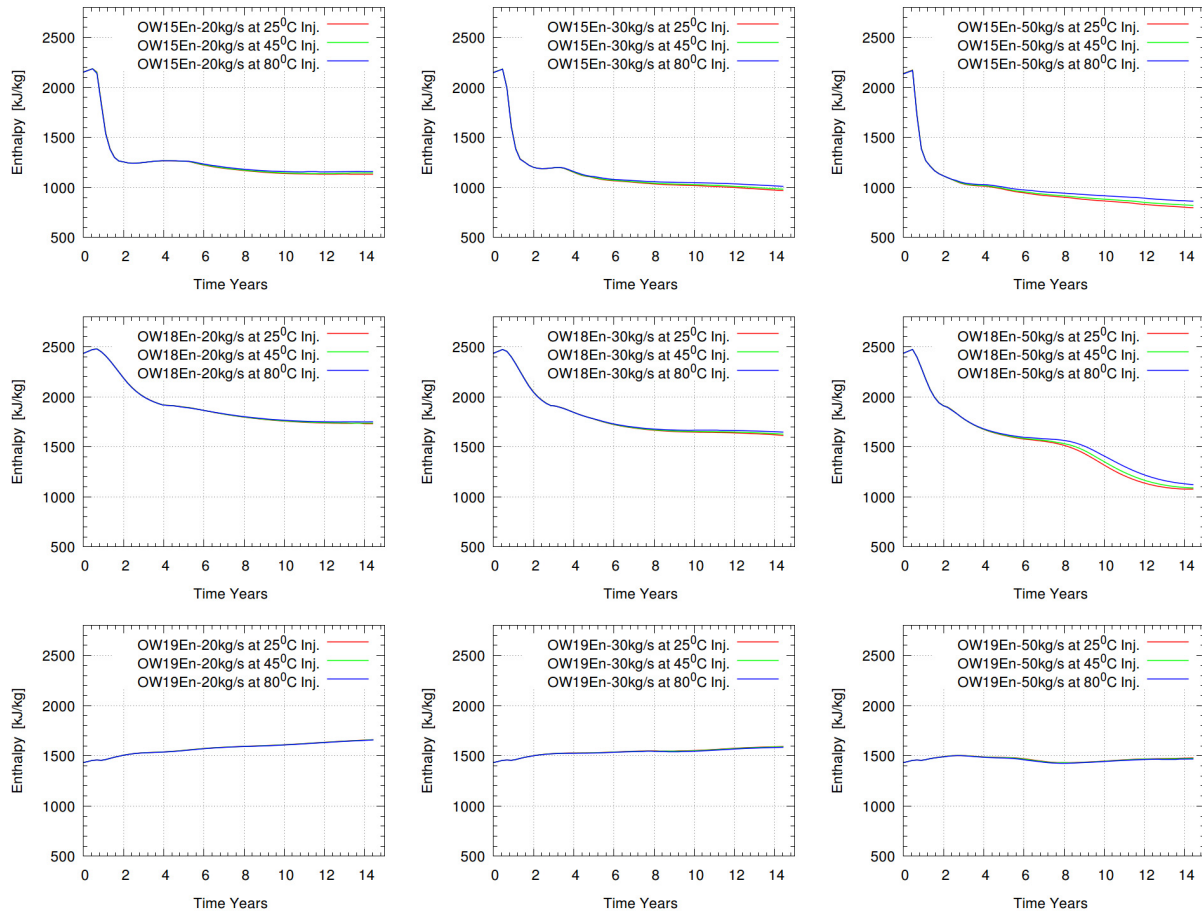 OW15En-20kg/s at 25⁰C Inj.
OW15En-20kg/s at 45⁰C Inj.
OW15En-20kg/s at 80⁰C Inj.
Enthalpy [kJ/kg]
2500
2000
1500
1000
500
0 2 4 6 8 10 12 14
Time Years
OW15En-30kg/s at 25⁰C Inj.
OW15En-30kg/s at 45⁰C Inj.
OW15En-30kg/s at 80⁰C Inj.
Enthalpy [kJ/kg]
2500
2000
1500
1000
500
0 2 4 6 8 10 12 14
Time Years
OW15En-50kg/s at 25⁰C Inj.
OW15En-50kg/s at 45⁰C Inj.
OW15En-50kg/s at 80⁰C Inj.
Enthalpy [kJ/kg]
2500
2000
1500
1000
500
0 2 4 6 8 10 12 14
Time Years
OW18En-20kg/s at 25⁰C Inj.
OW18En-20kg/s at 45⁰C Inj.
OW18En-20kg/s at 80⁰C Inj.
Enthalpy [kJ/kg]
2500
2000
1500
1000
500
0 2 4 6 8 10 12 14
Time Years
OW18En-30kg/s at 25⁰C Inj.
OW18En-30kg/s at 45⁰C Inj.
OW18En-30kg/s at 80⁰C Inj.
Enthalpy [kJ/kg]
2500
2000
1500
1000
500
0 2 4 6 8 10 12 14
Time Years
OW18En-50kg/s at 25⁰C Inj.
OW18En-50kg/s at 45⁰C Inj.
OW18En-50kg/s at 80⁰C Inj.
Enthalpy [kJ/kg]
2500
2000
1500
1000
500
0 2 4 6 8 10 12 14
Time Years
OW19En-20kg/s at 25⁰C Inj.
OW19En-20kg/s at 45⁰C Inj.
OW19En-20kg/s at 80⁰C Inj.
Enthalpy [kJ/kg]
2500
2000
1500
1000
500
0 2 4 6 8 10 12 14
Time Years
OW19En-30kg/s at 25⁰C Inj.
OW19En-30kg/s at 45⁰C Inj.
OW19En-30kg/s at 80⁰C Inj.
Enthalpy [kJ/kg]
2500
2000
1500
1000
500
0 2 4 6 8 10 12 14
Time Years
OW19En-50kg/s at 25⁰C Inj.
OW19En-50kg/s at 45⁰C Inj.
OW19En-50kg/s at 80⁰C Inj.
Enthalpy [kJ/kg]
2500
2000
1500
1000
500
0 2 4 6 8 10 12 14
Time Years